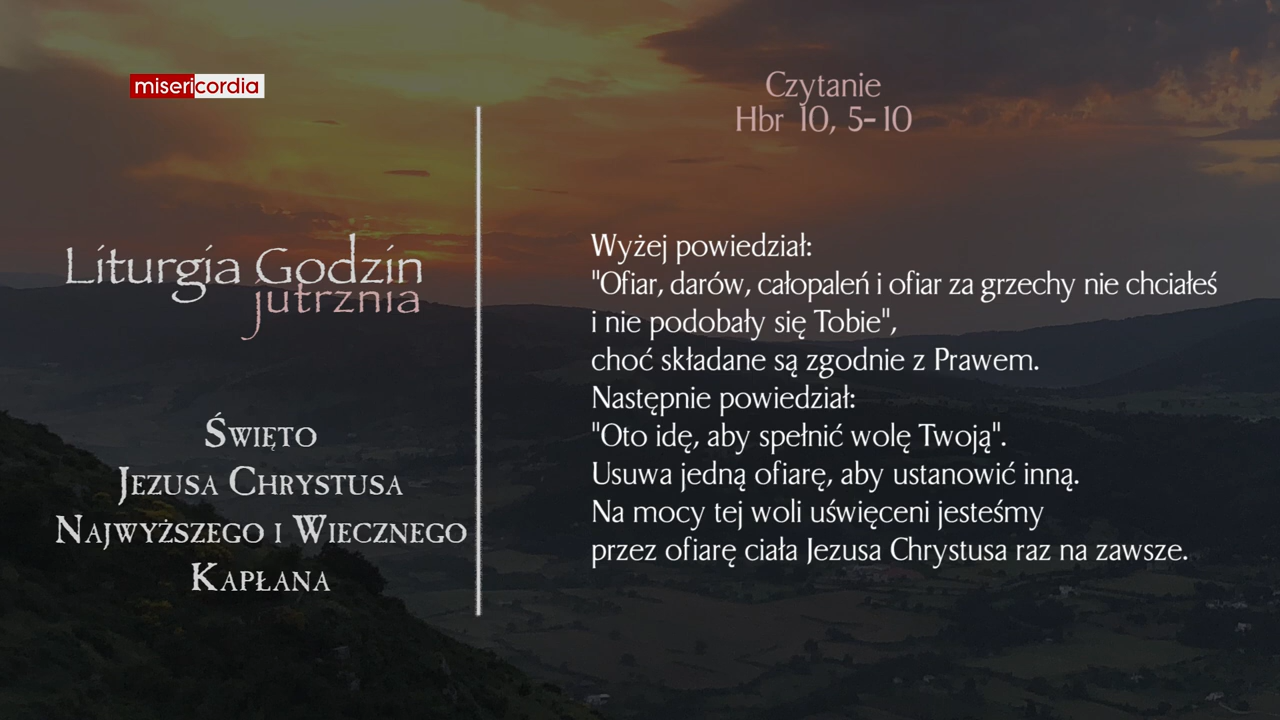 misericordia
Liturgia Godzin
jutrznia
Święto
Jezusa Chrystusa
Najwyższego i Wiecznego
Kapłana
Czytanie
Hbr 10, 5-10
Wyżej powiedział:
"Ofiar, darów, całopaleń i ofiar za grzechy nie chciałeś
i nie podobały się Tobie",
choć składane są zgodnie z Prawem.
Następnie powiedział:
"Oto idę, aby spełnić wolę Twoją".
Usuwa jedną ofiarę, aby ustanowić inną.
Na mocy tej woli uświęceni jesteśmy
przez ofiarę ciała Jezusa Chrystusa raz na zawsze.